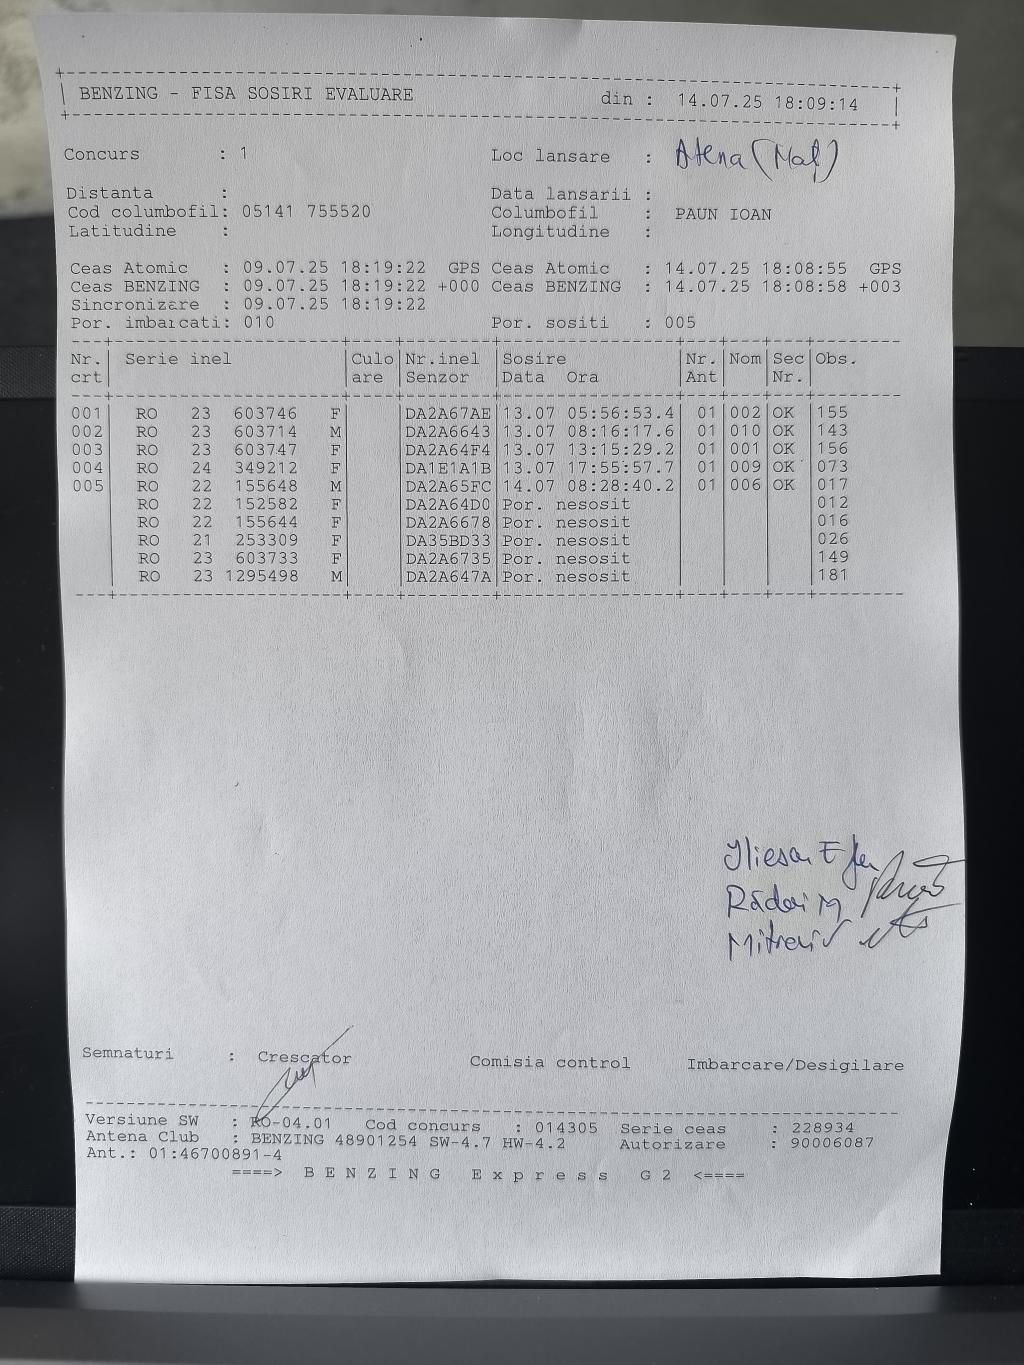 BENZING - FISA SOSIRI EVALUARE din : 14.07.25 18:09:14
Concurs : 1 Loc lansare : Atena (Maf)
Distanta : Data lansarii :
Cod columbofil: 05141 755520 Columbofil : PAUN IOAN
Latitudine : Longitudine :
Ceas Atomic : 09.07.25 18:19:22 GPS Ceas Atomic : 14.07.25 18:08:55 GPS
Ceas BENZING : 09.07.25 18:19:22 +000 Ceas BENZING : 14.07.25 18:08:58 +003
Sincronizare : 09.07.25 18:19:22
Por. imbarcati: 010 Por. sositi : 005
Nr. Serie inel Culo Nr.inel Sosire Nr. Nom Sec Obs.
crt are Senzor Data Ora Ant Nr.
001 RO 23 603746 F DA2A67AE 13.07 05:56:53.4 01 002 OK 155
002 RO 23 603714 M DA2A6643 13.07 08:16:17.6 01 010 OK 143
003 RO 23 603747 F DA2A64F4 13.07 13:15:29.2 01 001 OK 156
004 RO 24 349212 F DA1E1A1B 13.07 17:55:57.7 01 009 OK 073
005 RO 22 155648 M DA2A65FC 14.07 08:28:40.2 01 006 OK 017
RO 22 152582 F DA2A64D0 Por. nesosit 012
RO 22 155644 F DA2A6678 Por. nesosit 016
RO 21 253309 F DA35BD33 Por. nesosit 026
RO 23 603733 F DA2A6735 Por. nesosit 149
RO 23 1295498 M DA2A647A Por. nesosit 181
Iliesa E
Rădoi M
Mitroi
Semnaturi : Crescator Comisia control Imbarcare/Desigilare
Versiune SW : RO-04.01 Cod concurs : 014305 Serie ceas : 228934
Antena Club : BENZING 48901254 SW-4.7 HW-4.2 Autorizare : 90006087
Ant.: 01:46700891-4
====> B E N Z I N G E x p r e s s G 2 <====